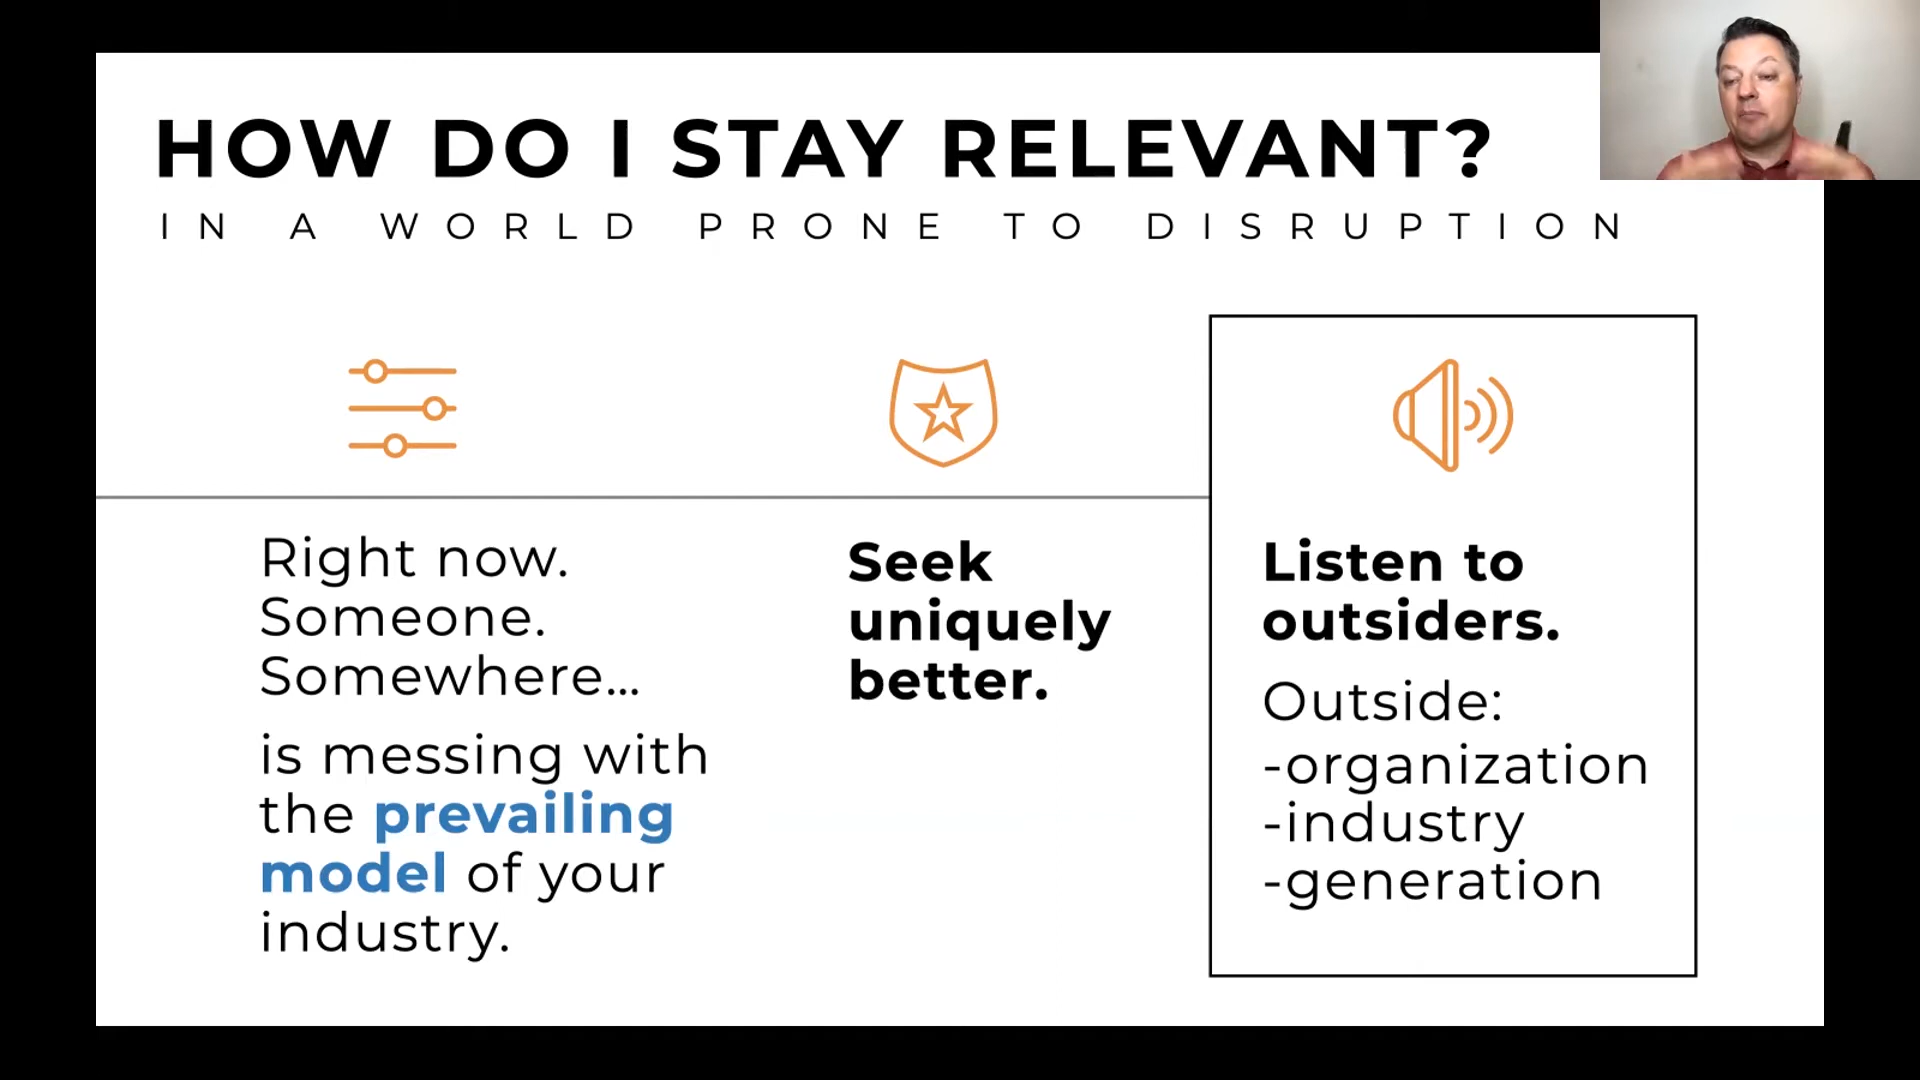 HOW DO I STAY RELEVANT?
IN A WORLD PRONE TO DISRUPTION
Right now.
Someone.
Somewhere...
is messing with
the prevailing
model of your
industry.
Seek
uniquely
better.
Listen to
outsiders.
Outside:
-organization
-industry
-generation